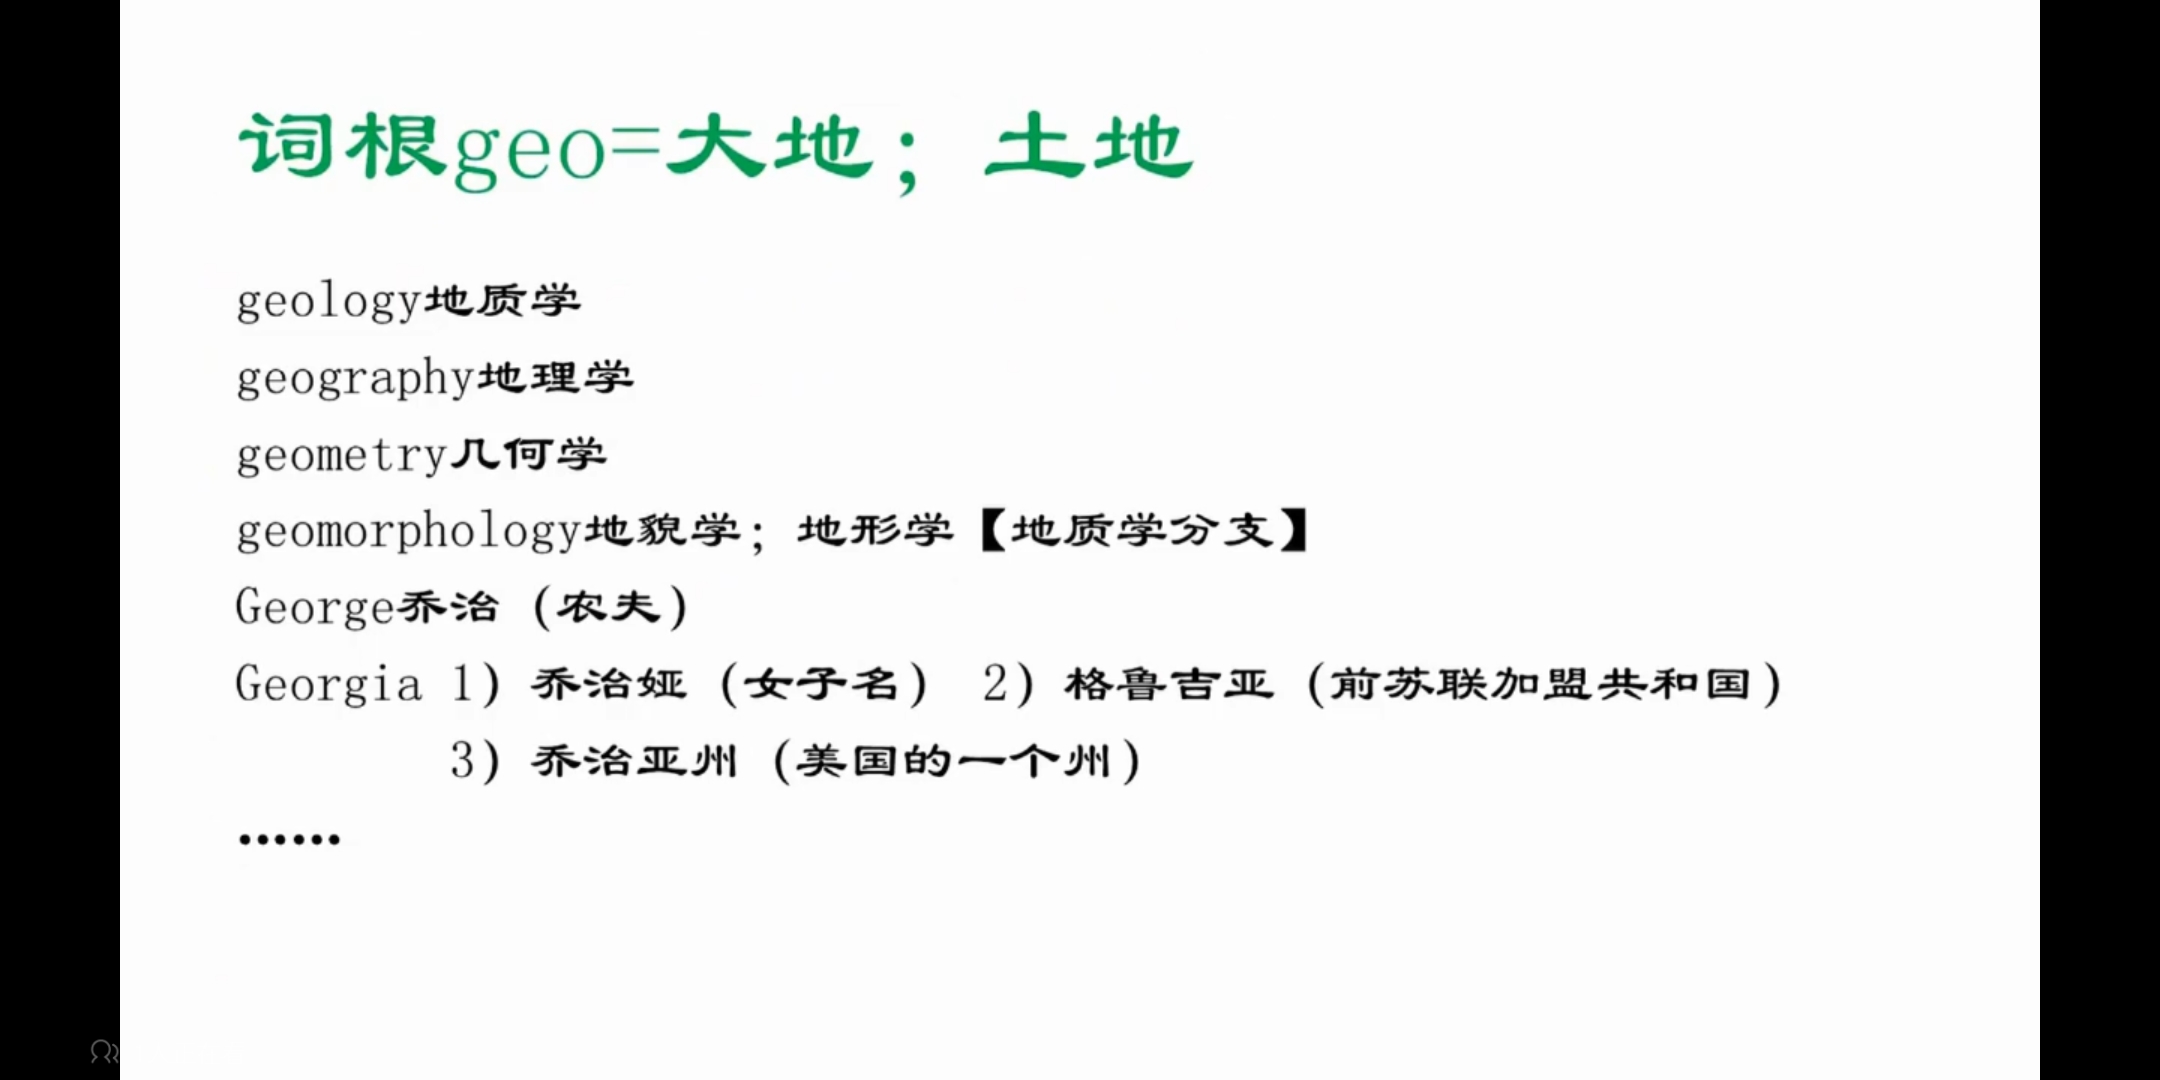 词根geo=大地；土地
geology地质学
geography地理学
geometry几何学
geomorphology地貌学；地形学【地质学分支】
George乔治（农夫）
Georgia 1）乔治娅（女子名） 2）格鲁吉亚（前苏联加盟共和国）
3）乔治亚州（美国的一个州）
……